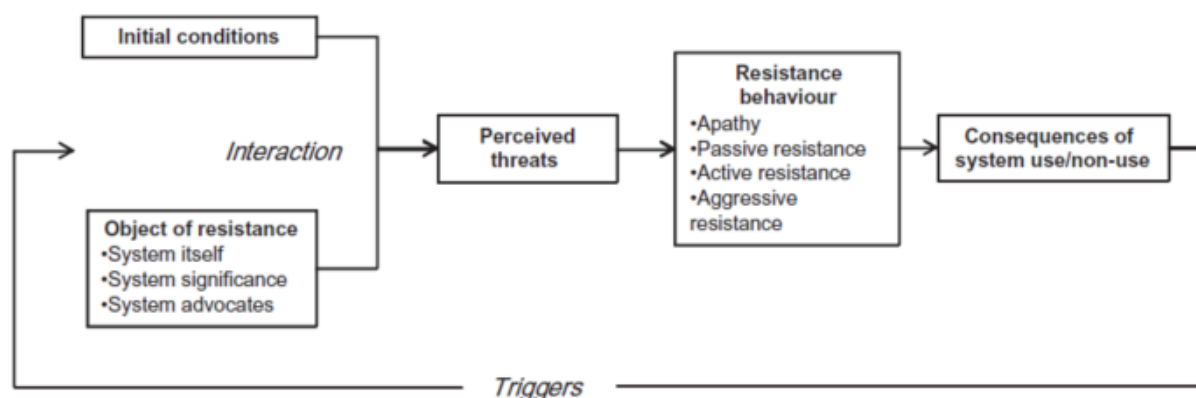 Initial conditions
Interaction
Object of resistance
•System itself
•System significance
•System advocates
Perceived
threats
Resistance
behaviour
•Apathy
•Passive resistance
•Active resistance
•Aggressive
resistance
Consequences of
system use/non-use
Triggers